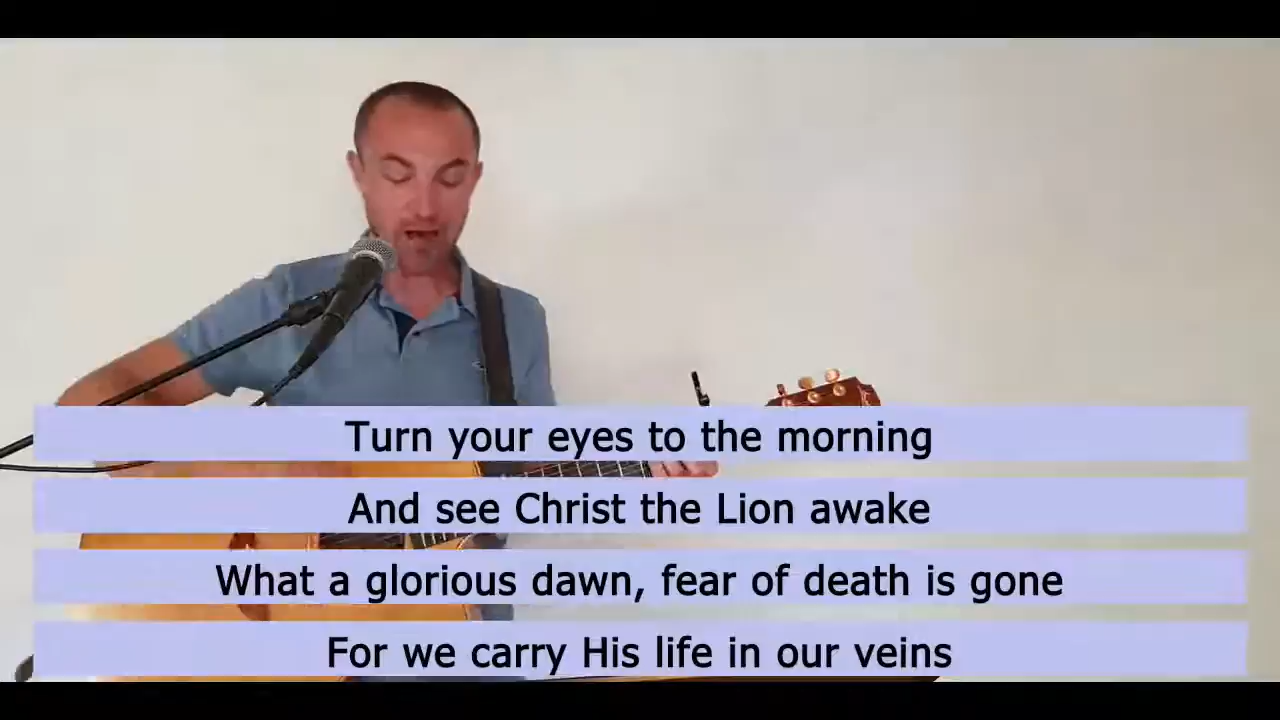 Turn your eyes to the morning
And see Christ the Lion awake
What a glorious dawn, fear of death is gone
For we carry His life in our veins